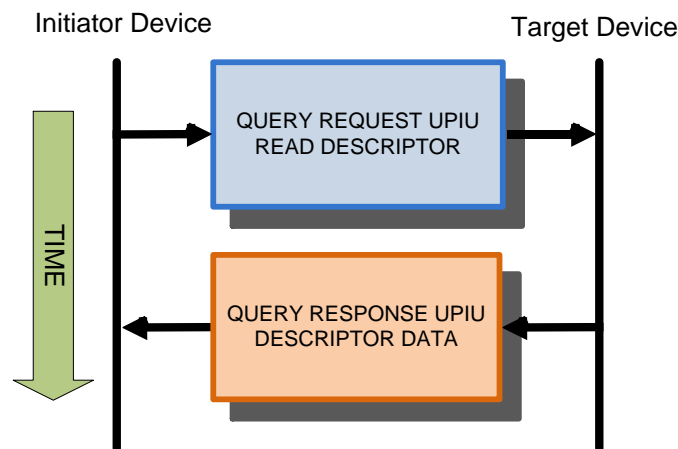 Initiator Device
Target Device
QUERY REQUEST UPIU
READ DESCRIPTOR
TIME
QUERY RESPONSE UPIU
DESCRIPTOR DATA